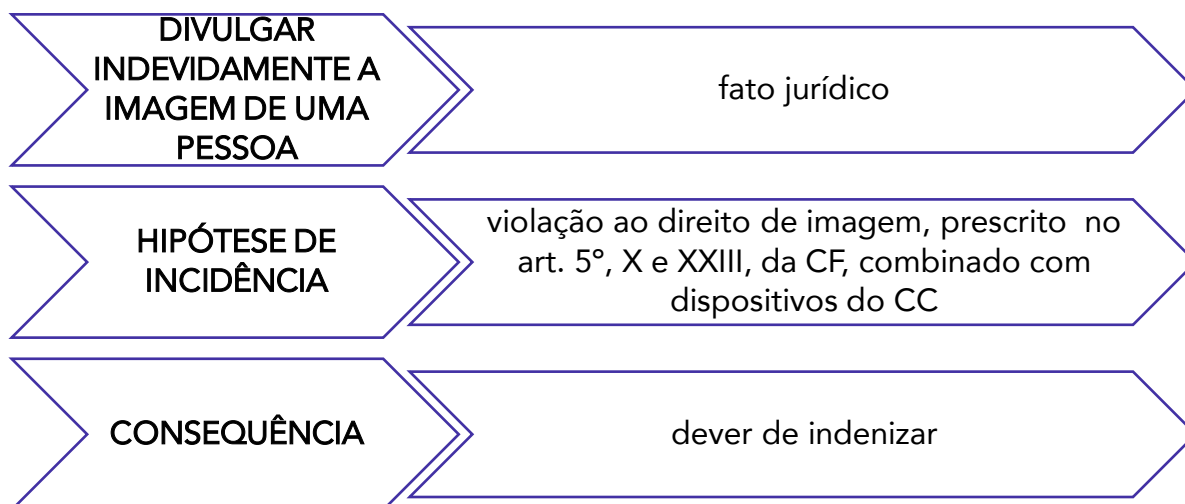 DIVULGAR
INDEVIDAMENTE A
IMAGEM DE UMA
PESSOA
fato jurídico
HIPÓTESE DE
INCIDÊNCIA
violação ao direito de imagem, prescrito no
art. 5º, X e XXIII, da CF, combinado com
dispositivos do CC
CONSEQUÊNCIA
dever de indenizar